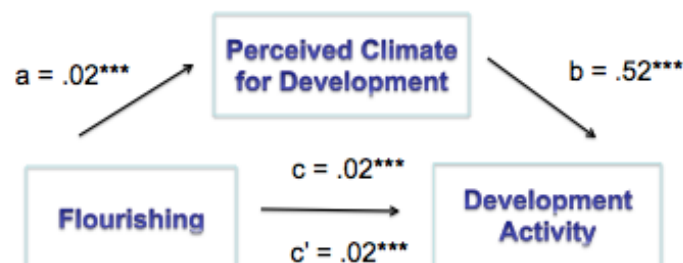 Perceived Climate
for Development
a = .02***
b = .52***
c = .02***
Flourishing
Development
Activity
c' = .02***